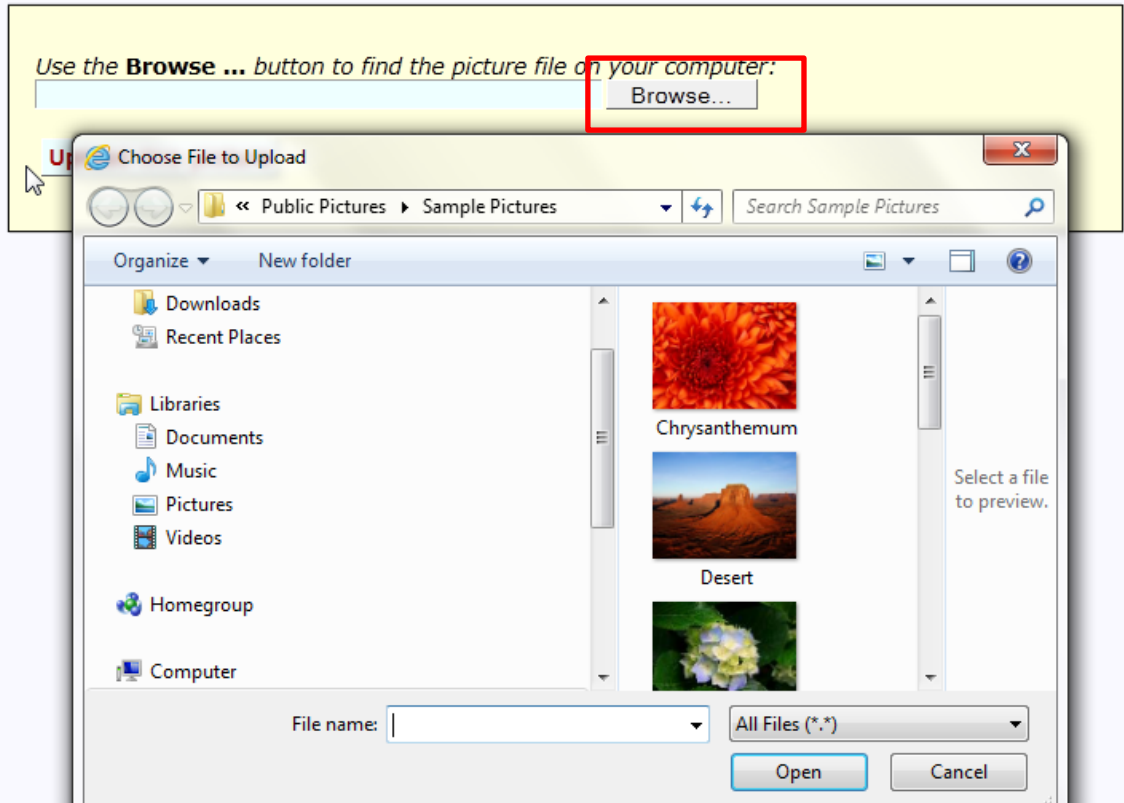 Use the Browse ... button to find the picture file on your computer:
Browse...
Choose File to Upload
« Public Pictures ▸ Sample Pictures
Search Sample Pictures
Organize
New folder
Downloads
Recent Places
Libraries
Documents
Music
Pictures
Videos
Homegroup
Computer
Chrysanthemum
Desert
Select a file
to preview.
File name:
All Files (*.*)
Open
Cancel